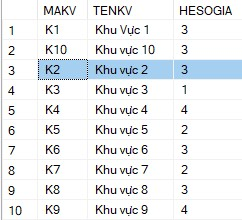 MAKV TENKV HESOGIA
1 K1 Khu Vực 1 3
2 K10 Khu vực 10 3
3 K2 Khu vực 2 3
4 K3 Khu vực 3 1
5 K4 Khu vực 4 4
6 K5 Khu vực 5 2
7 K6 Khu vực 6 3
8 K7 Khu vực 7 2
9 K8 Khu vực 8 3
10 K9 Khu vực 9 4